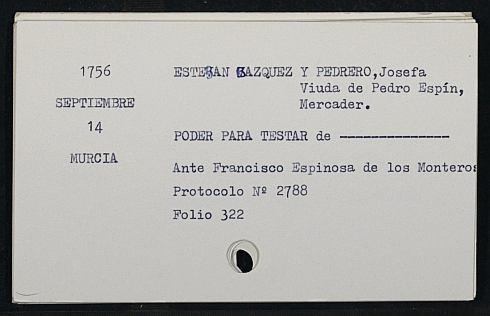 1756
SEPTIEMBRE
14
MURCIA
ESTEBAN Y PEDRERO,Josefa
Viuda de Pedro Espín,
Mercader.
PODER PARA TESTAR de --------------
Ante Francisco Espinosa de los Monteros
Protocolo Nº 2788
Folio 322